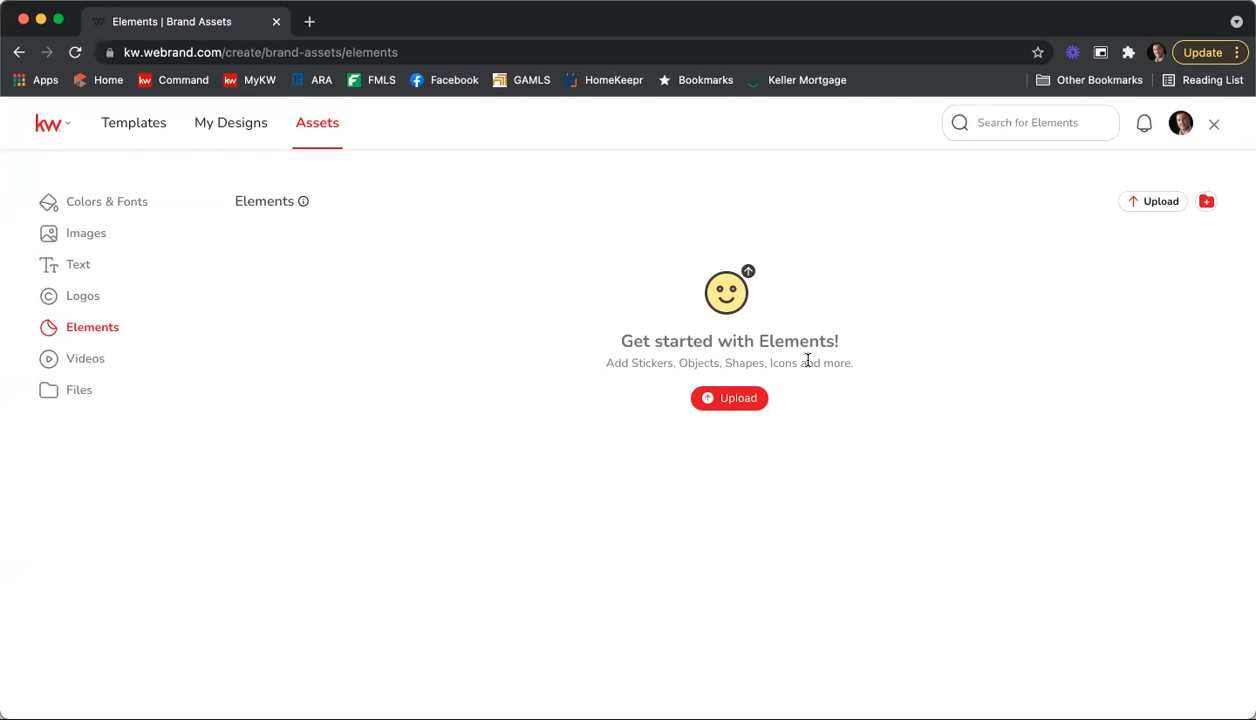 Elements | Brand Assets
kw.webrand.com/create/brand-assets/elements
Update
Apps Home kw Command kw MyKW ARA FMLS Facebook GAMLS HomeKeepr Bookmarks Keller Mortgage Other Bookmarks Reading List
kw Templates My Designs Assets Search for Elements
Colors & Fonts
Images
Text
Logos
Elements
Videos
Files
Elements
Upload
Get started with Elements!
Add Stickers, Objects, Shapes, Icons and more.
Upload